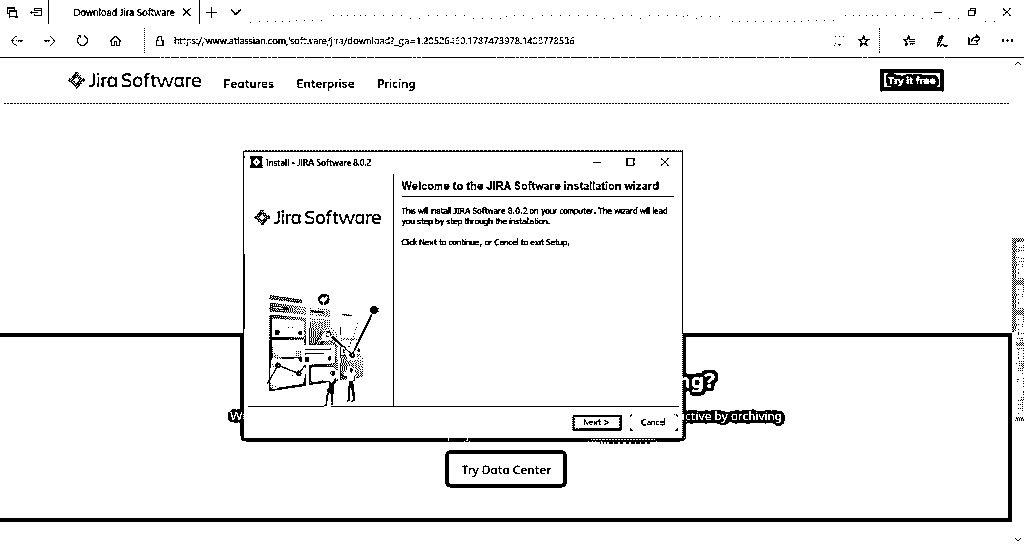 Download Jira Software
https://www.atlassian.com/software/jira/download?_ga=1.20526460.1787473978.1408778536
Jira Software Features Enterprise Pricing Try it free
Install - JIRA Software 8.0.2
Welcome to the JIRA Software installation wizard
This will install JIRA Software 8.0.2 on your computer. The wizard will lead
you step by step through the installation.
Click Next to continue, or Cancel to exit Setup.
Jira Software
ng?
W
ctive by archiving
Next >
Cancel
Try Data Center